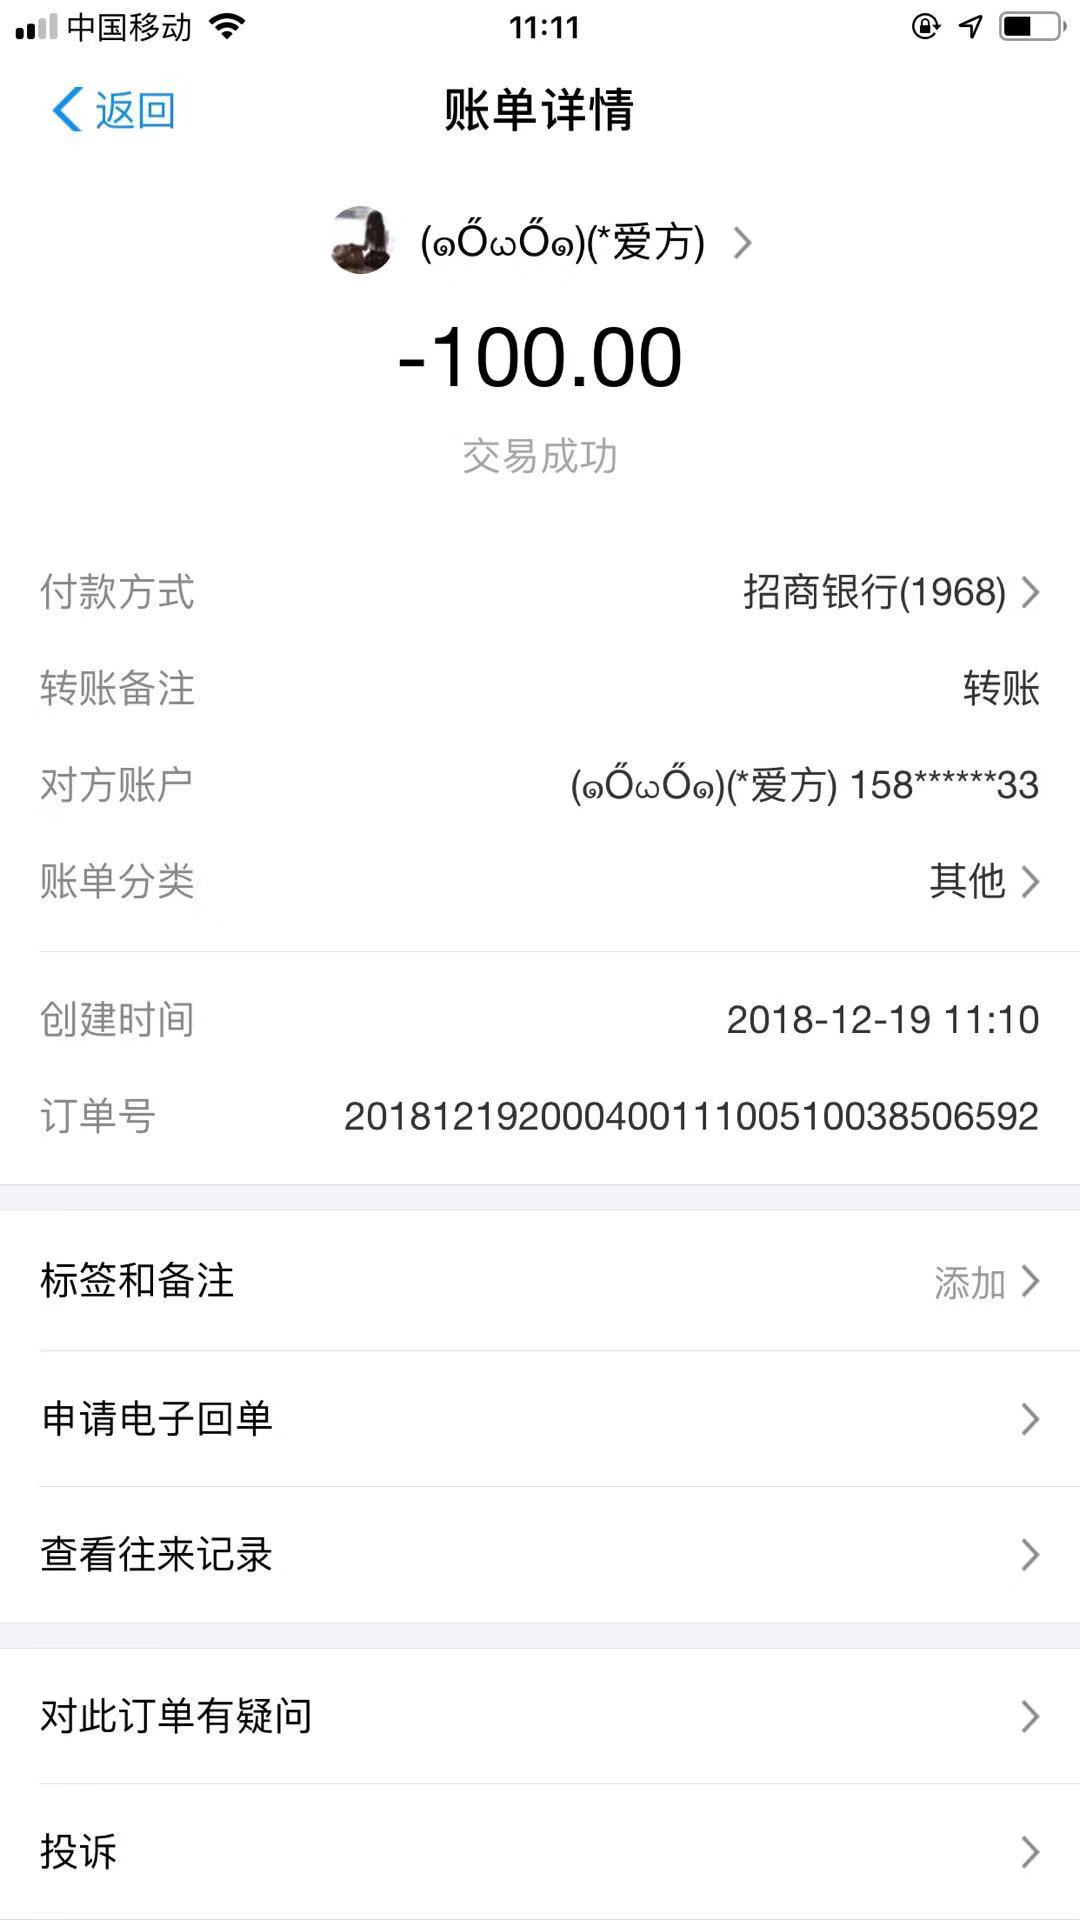 中国移动 11:11
返回 账单详情
(๑Őωő๑)(*爱方)
-100.00
交易成功
付款方式 招商银行(1968)
转账备注 转账
对方账户 (๑Őωő๑)(*爱方) 158******33
账单分类 其他
创建时间 2018-12-19 11:10
订单号 20181219200040011100510038506592
标签和备注 添加
申请电子回单
查看往来记录
对此订单有疑问
投诉